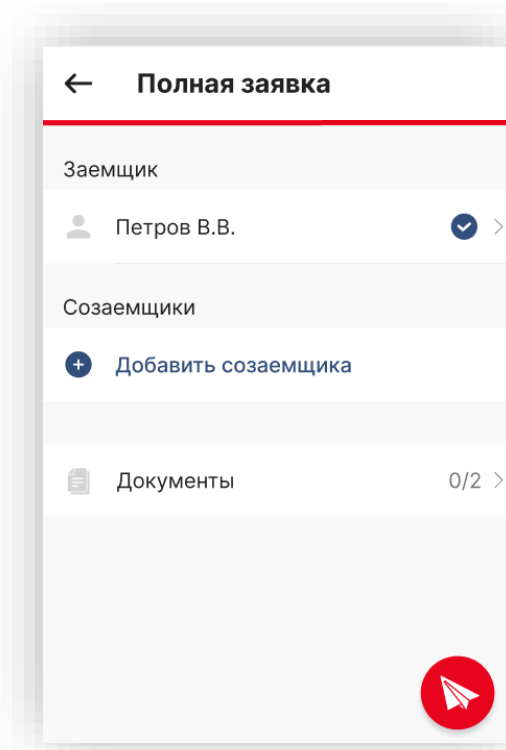 Полная заявка
Заемщик
Петров В.В.
Созаемщики
Добавить созаемщика
Документы 0/2